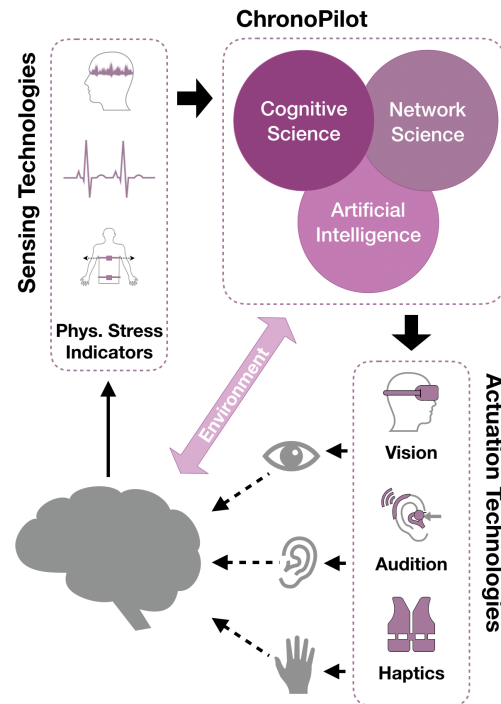 ChronoPilot
Sensing Technologies
Cognitive
Science
Network
Science
Artificial
Intelligence
Phys. Stress
Indicators
Environment
Actuation Technologies
Vision
Audition
Haptics